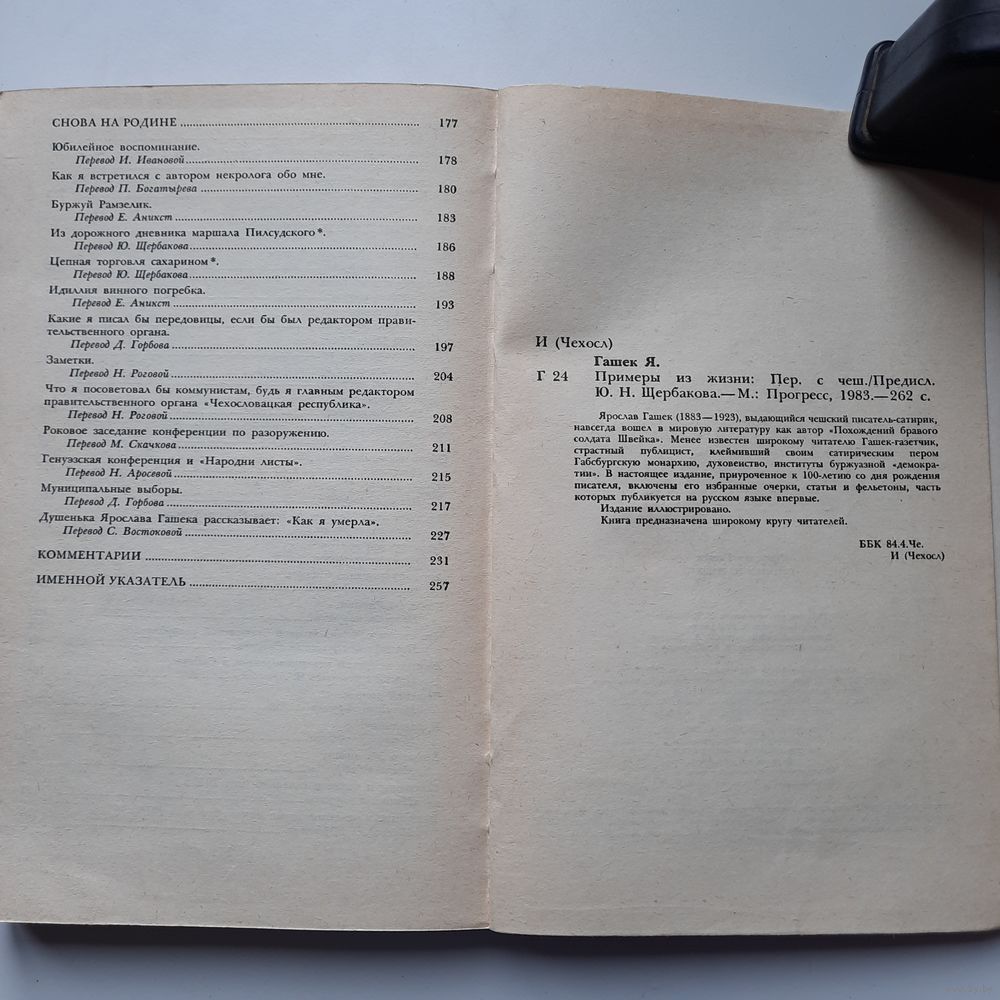 СНОВА НА РОДИНЕ ........ 177
Юбилейное воспоминание.
Перевод И. Ивановой ........ 178
Как я встретился с автором некролога обо мне.
Перевод П. Богатырева ........ 180
Буржуй Рамзелик.
Перевод Е. Аникст ........ 183
Из дорожного дневника маршала Пилсудского*.
Перевод Ю. Щербакова ........ 186
Цепная торговля сахарином*.
Перевод Ю. Щербакова ........ 188
Идиллия винного погребка.
Перевод Е. Аникст ........ 193
Какие я писал бы передовицы, если бы был редактором прави-
тельственного органа.
Перевод Д. Горбова ........ 197
Заметки.
Перевод Н. Роговой ........ 204
Что я посоветовал бы коммунистам, будь я главным редактором
правительственного органа «Чехословацкая республика».
Перевод Н. Роговой ........ 208
Роковое заседание конференции по разоружению.
Перевод М. Скачкова ........ 211
Генуэзская конференция и «Народни листы».
Перевод Н. Аросевой ........ 215
Муниципальные выборы.
Перевод Д. Горбова ........ 217
Душенька Ярослава Гашека рассказывает: «Как я умерла».
Перевод С. Востоковой ........ 227
КОММЕНТАРИИ ........ 231
ИМЕННОЙ УКАЗАТЕЛЬ ........ 257
И (Чехосл)
Гашек Я.
Г 24 Примеры из жизни: Пер. с чеш./Предисл.
Ю. Н. Щербакова.— М.: Прогресс, 1983.—262 с.
Ярослав Гашек (1883—1923), выдающийся чешский писатель-сатирик,
навсегда вошел в мировую литературу как автор «Похождений бравого
солдата Швейка». Менее известен широкому читателю Гашек-газетчик,
страстный публицист, клеймивший своим сатирическим пером
Габсбургскую монархию, духовенство, институты буржуазной «демокра-
тии». В настоящее издание, приуроченное к 100-летию со дня рождения
писателя, включены его избранные очерки, статьи и фельетоны, часть
которых публикуется на русском языке впервые.
Издание иллюстрировано.
Книга предназначена широкому кругу читателей.
ББК 84.4.Че.
И (Чехосл)